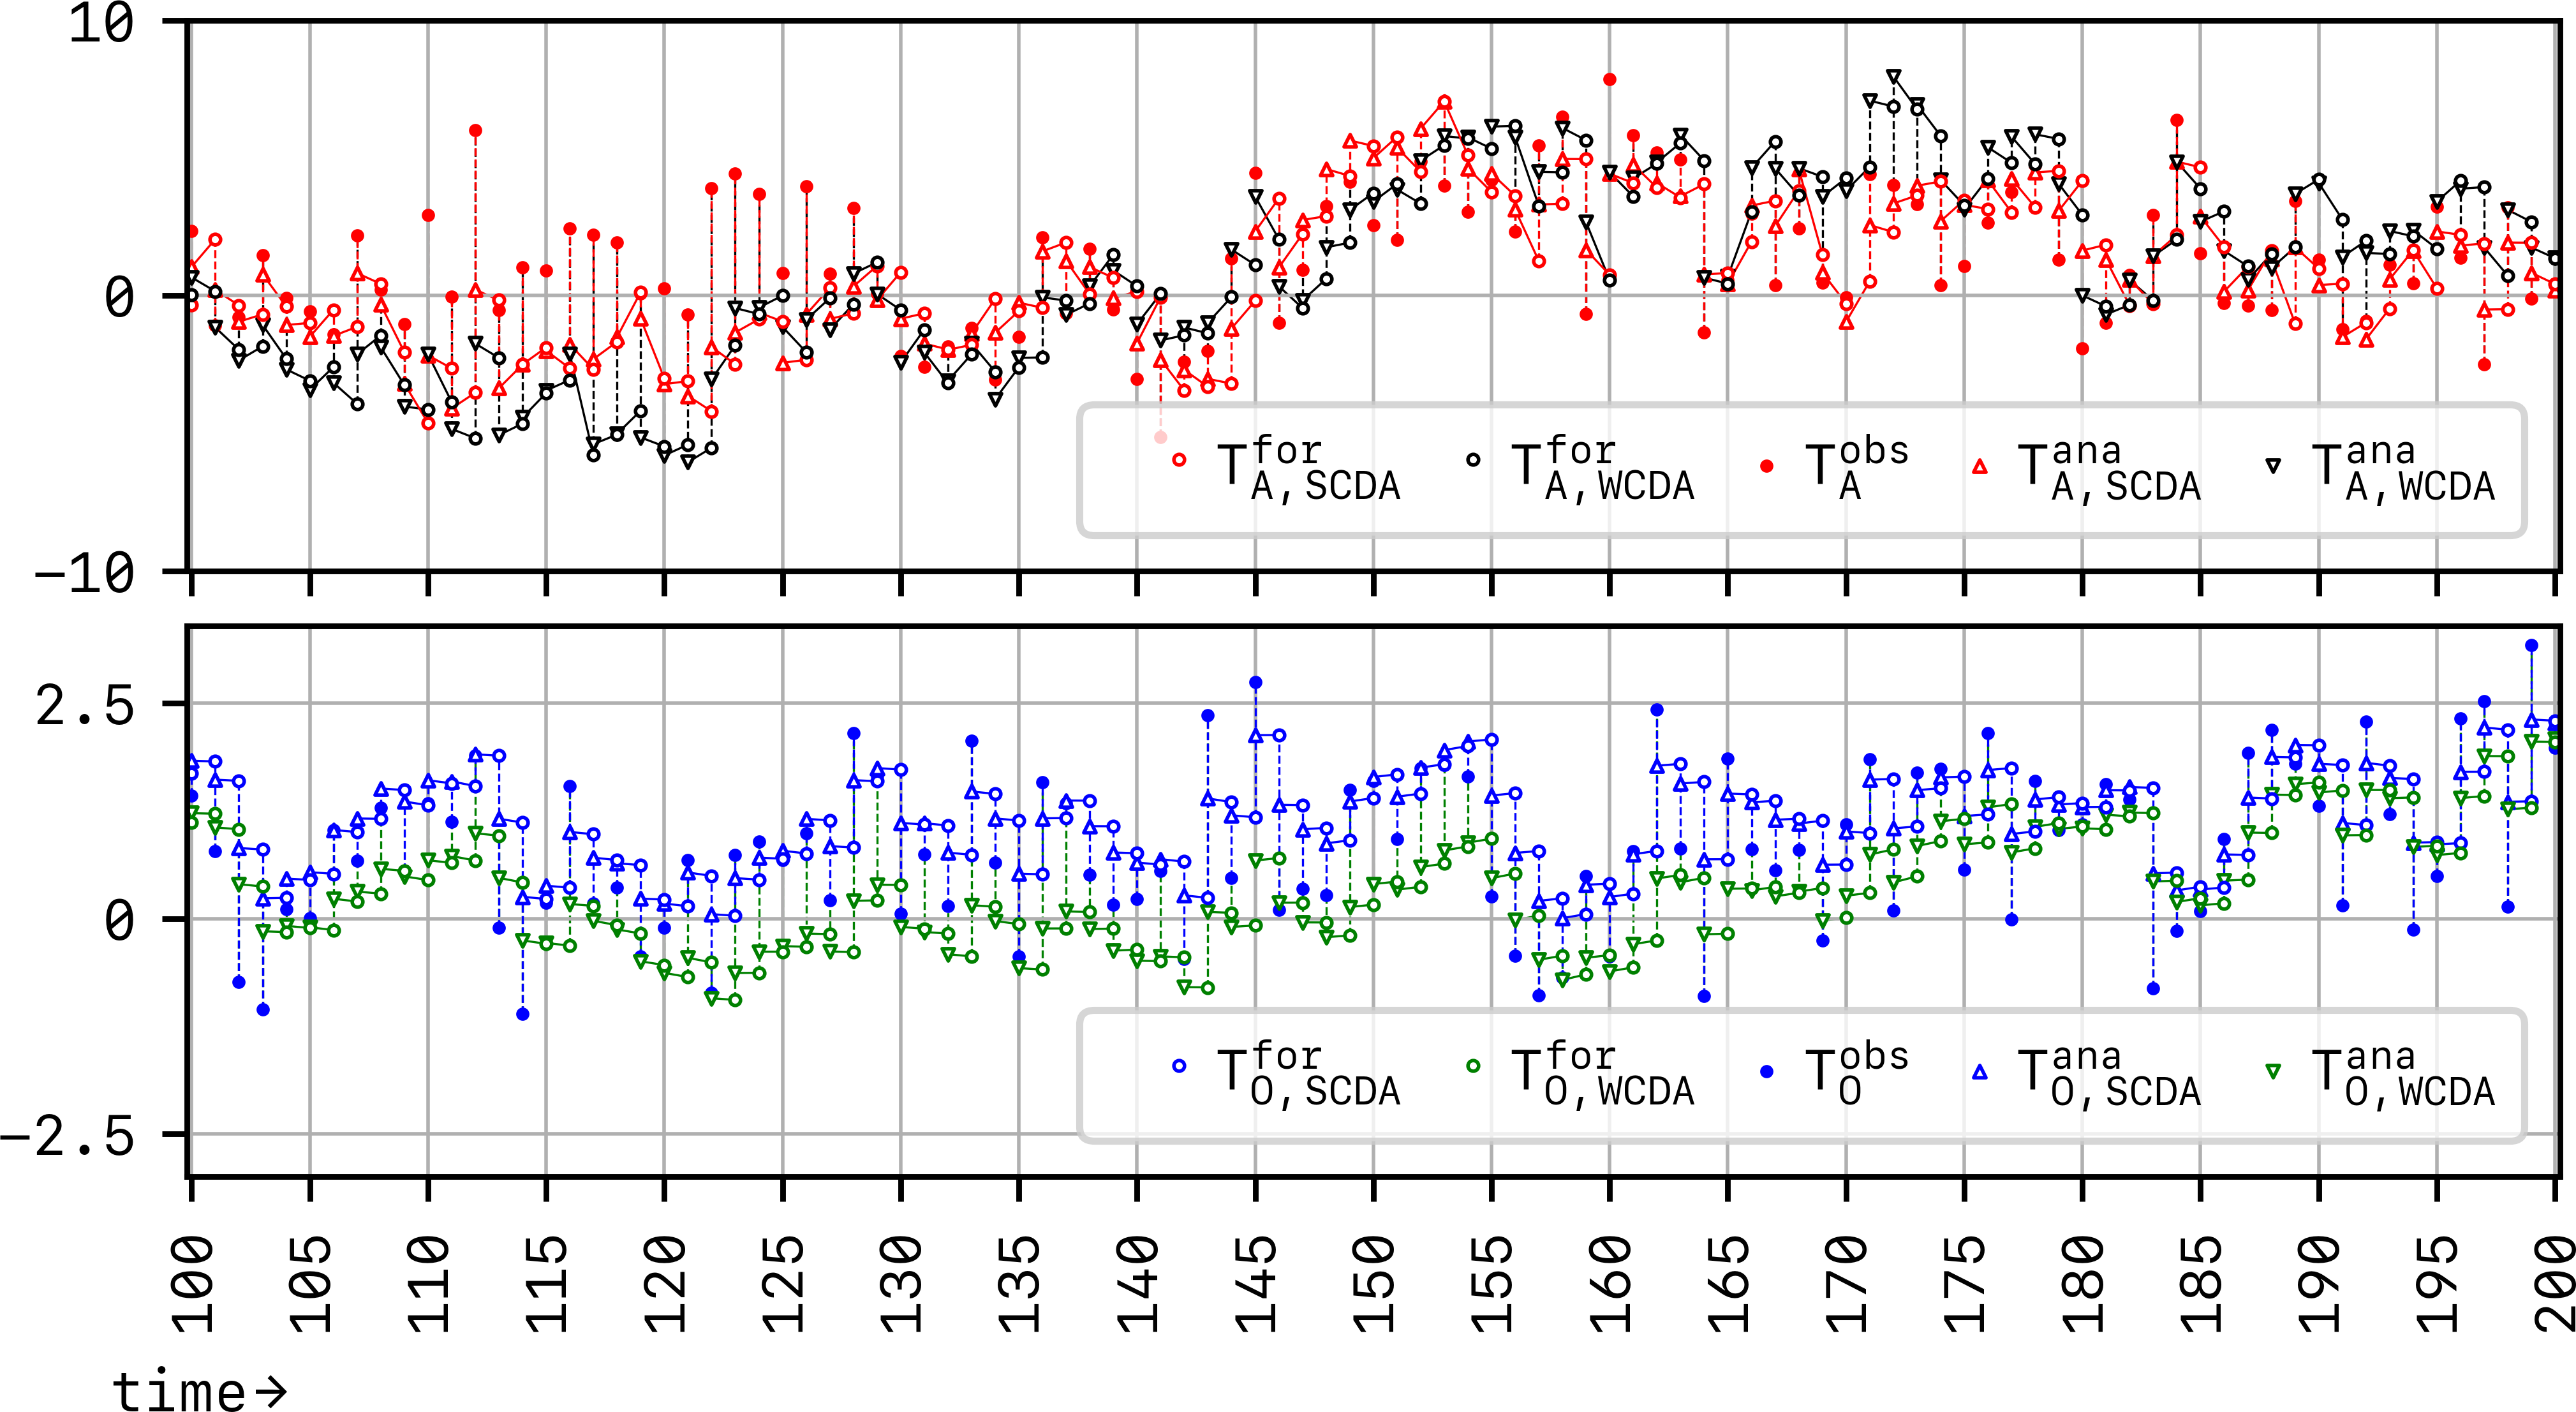 10
0
−10
T^for_A,SCDA T^for_A,WCDA T^obs_A T^ana_A,SCDA T^ana_A,WCDA
2.5
0
−2.5
T^for_O,SCDA T^for_O,WCDA T^obs_O T^ana_O,SCDA T^ana_O,WCDA
100 105 110 115 120 125 130 135 140 145 150 155 160 165 170 175 180 185 190 195 200
time→